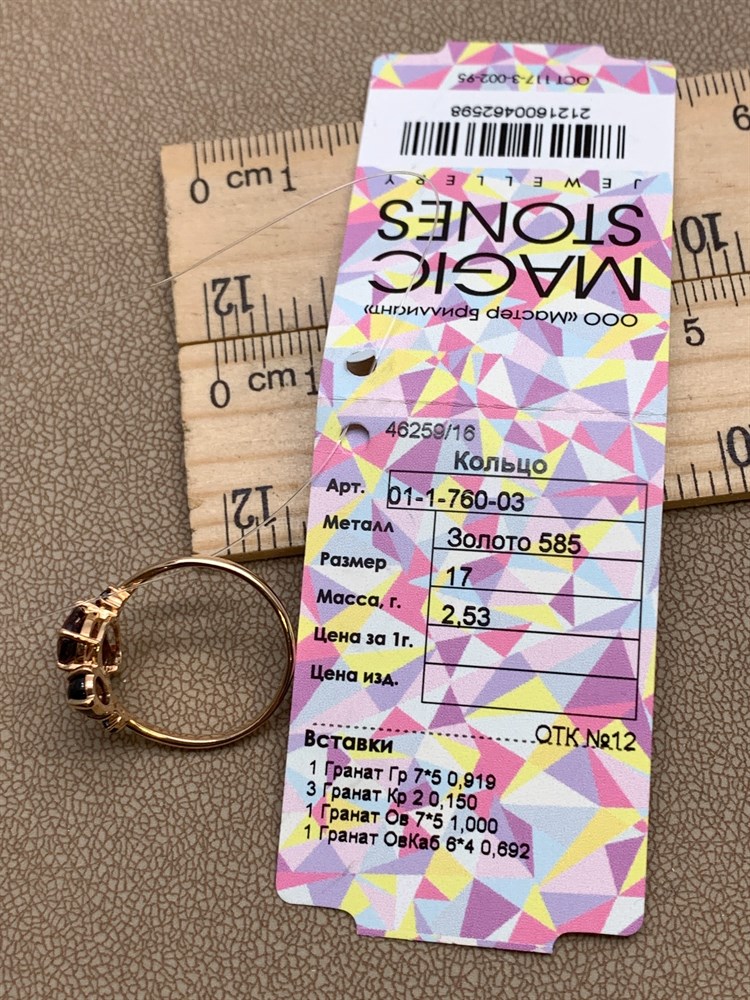 ОСТ 117-3-002-95
2121600462598
JEWELLERY
MAGIC
STONES
ООО «Мастер Бриллиант»
46259/16
Кольцо
Арт. 01-1-760-03
Металл Золото 585
Размер 17
Масса, г. 2,53
Цена за 1г.
Цена изд.
ОТК №12
Вставки
1 Гранат Гр 7*5 0,919
3 Гранат Кр 2 0,150
1 Гранат Ов 7*5 1,000
1 Гранат ОвКаб 6*4 0,692
0 cm 1
6
12
10
0 cm 1
5
12
10